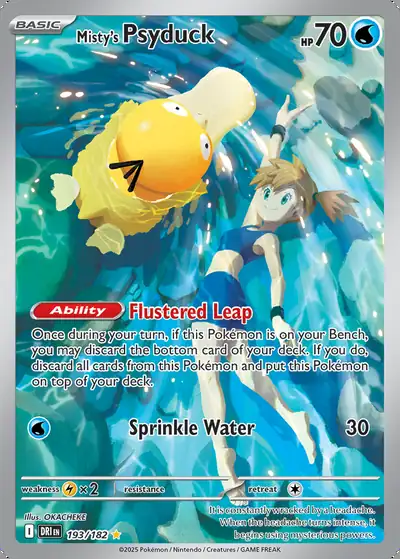 BASIC
Misty's Psyduck
HP 70
Ability Flustered Leap
Once during your turn, if this Pokémon is on your Bench,
you may discard the bottom card of your deck. If you do,
discard all cards from this Pokémon and put this Pokémon
on top of your deck.
Sprinkle Water 30
weakness ×2 resistance retreat
Illus. OKACHEKE
I DRI EN 193/182
It is constantly wracked by a headache.
When the headache turns intense, it
begins using mysterious powers.
©2025 Pokémon / Nintendo / Creatures / GAME FREAK